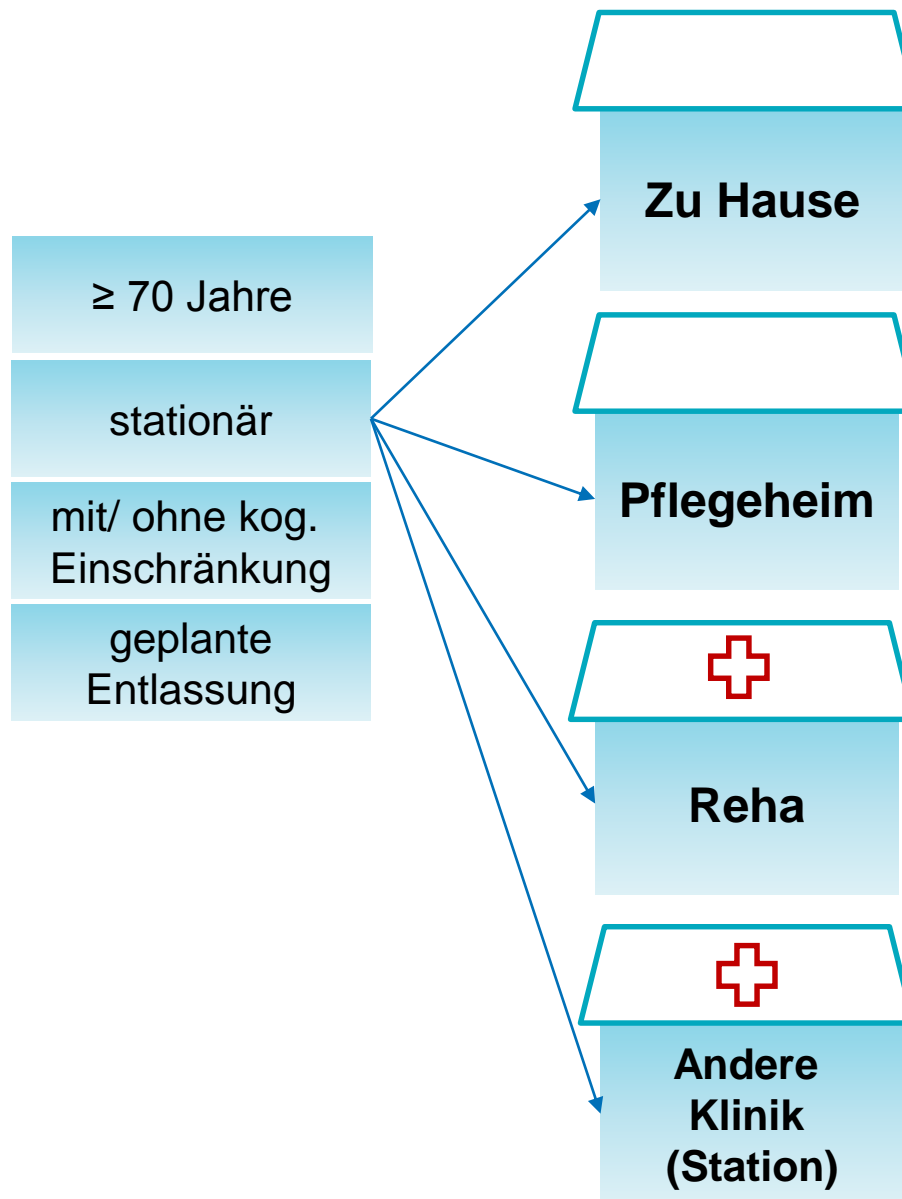 ≥ 70 Jahre
stationär
mit/ ohne kog.
Einschränkung
geplante
Entlassung
Zu Hause
Pflegeheim
Reha
Andere
Klinik
(Station)